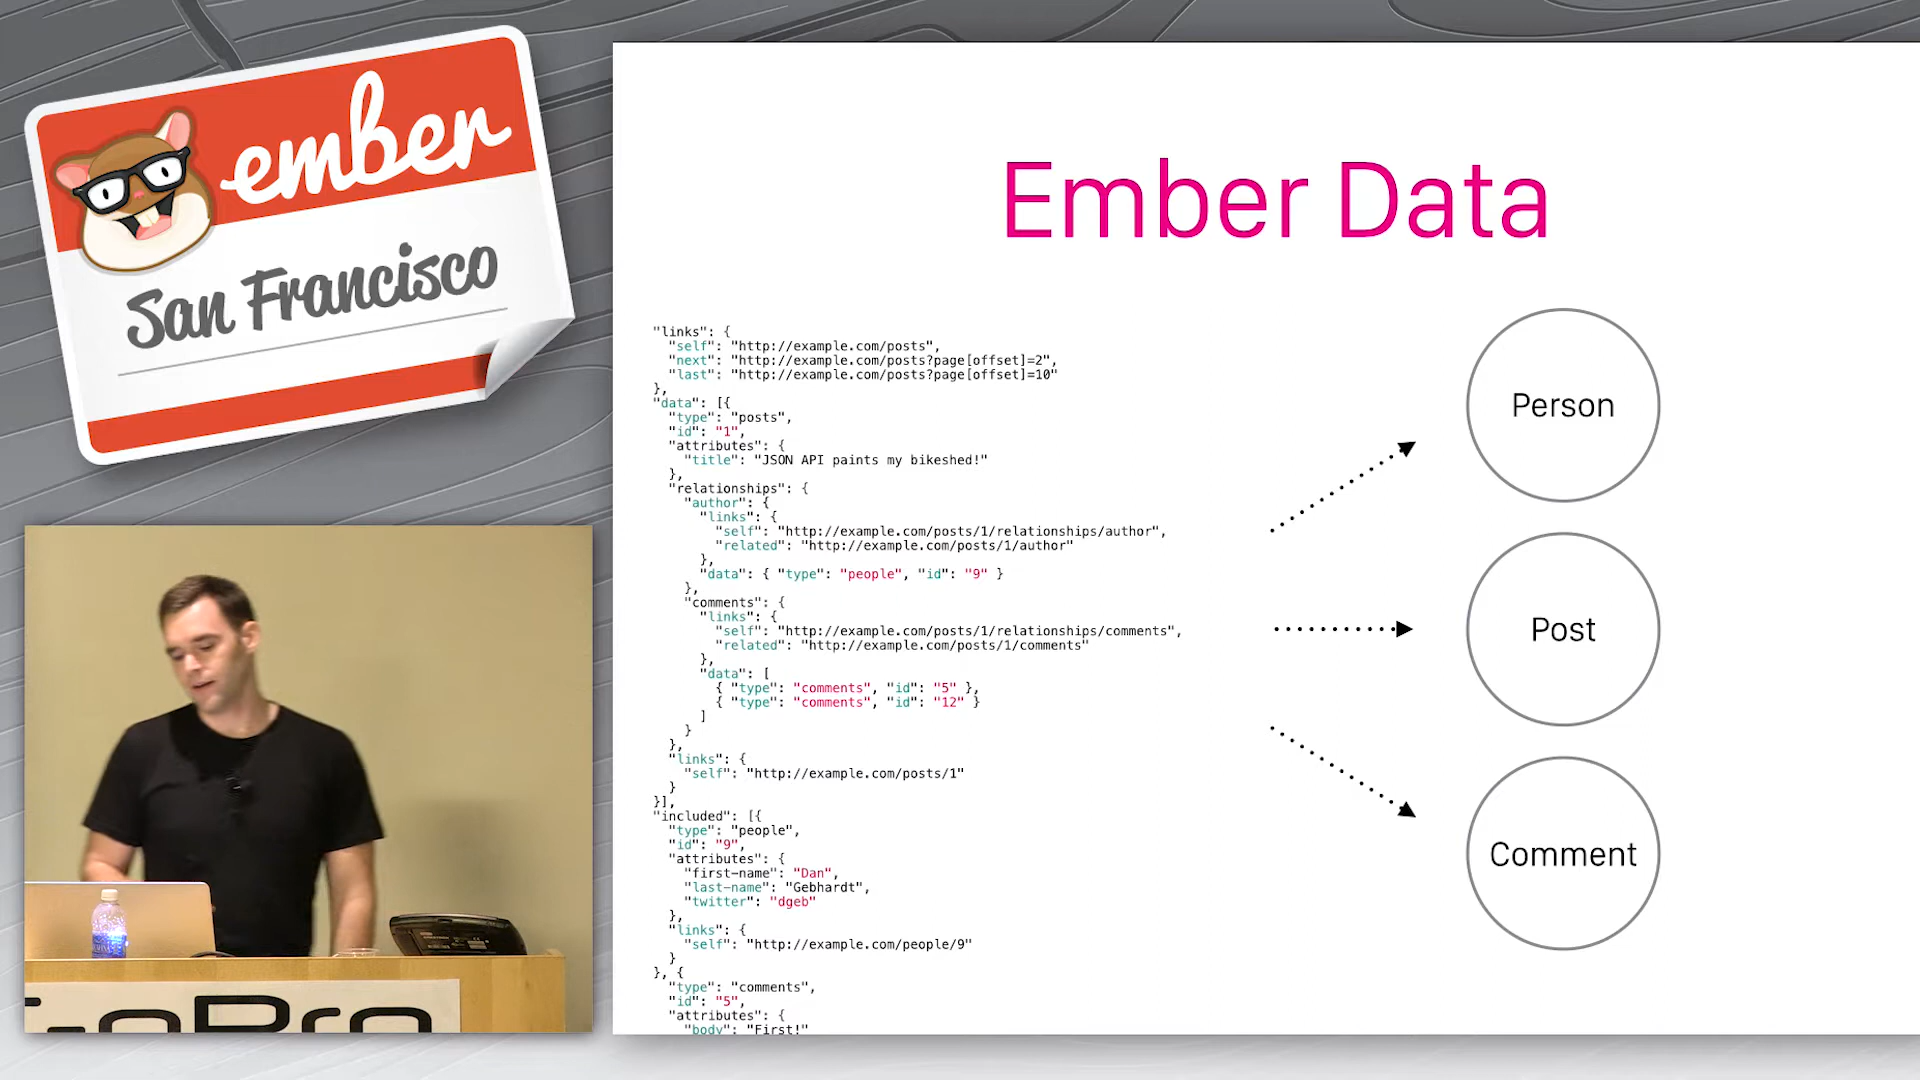 ember
San Francisco
GoPro
Ember Data
"links": {
"self": "http://example.com/posts",
"next": "http://example.com/posts?page[offset]=2",
"last": "http://example.com/posts?page[offset]=10"
},
"data": [{
"type": "posts",
"id": "1",
"attributes": {
"title": "JSON API paints my bikeshed!"
},
"relationships": {
"author": {
"links": {
"self": "http://example.com/posts/1/relationships/author",
"related": "http://example.com/posts/1/author"
},
"data": { "type": "people", "id": "9" }
},
"comments": {
"links": {
"self": "http://example.com/posts/1/relationships/comments",
"related": "http://example.com/posts/1/comments"
},
"data": [
{ "type": "comments", "id": "5" },
{ "type": "comments", "id": "12" }
]
}
},
"links": {
"self": "http://example.com/posts/1"
}
}],
"included": [{
"type": "people",
"id": "9",
"attributes": {
"first-name": "Dan",
"last-name": "Gebhardt",
"twitter": "dgeb"
},
"links": {
"self": "http://example.com/people/9"
}
}, {
"type": "comments",
"id": "5",
"attributes": {
"body": "First!"
Person
Post
Comment